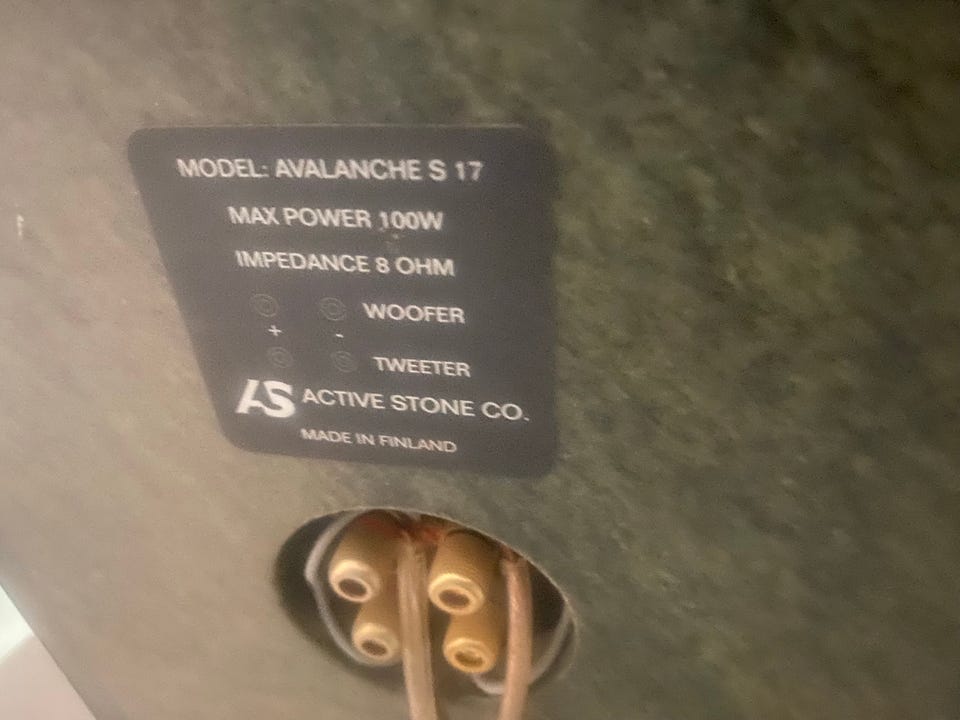 MODEL: AVALANCHE S 17
MAX POWER 100W
IMPEDANCE 8 OHM
WOOFER
+ -
TWEETER
AS ACTIVE STONE CO.
MADE IN FINLAND